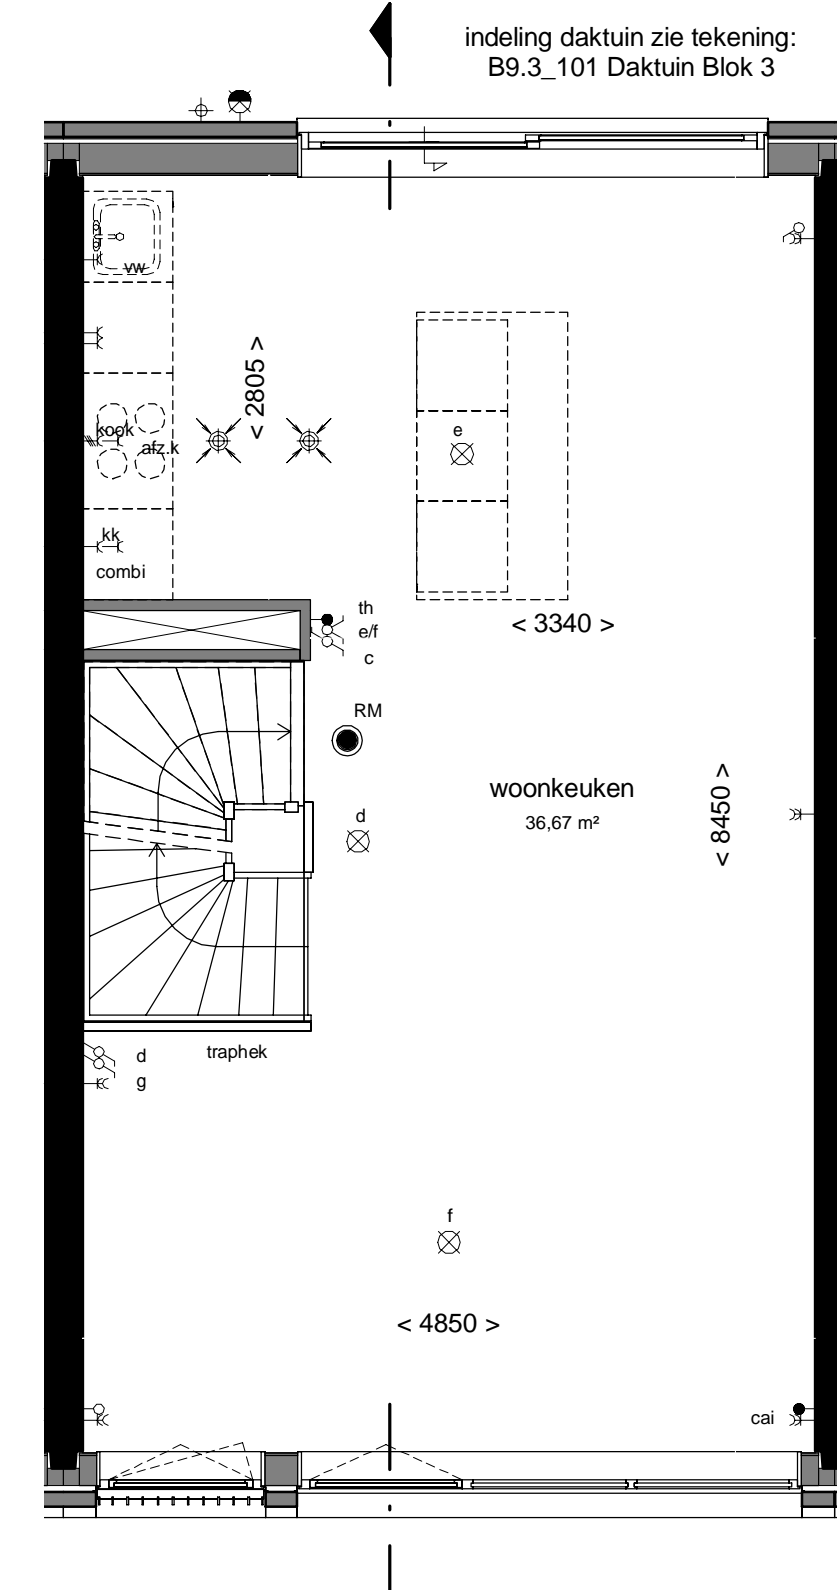 indeling daktuin zie tekening:
B9.3_101 Daktuin Blok 3
vw
< 2805 >
kook
afz.k
e
kk
combi
th
e/f
c
< 3340 >
RM
woonkeuken
36,67 m²
< 8450 >
d
traphek
d
g
f
< 4850 >
cai